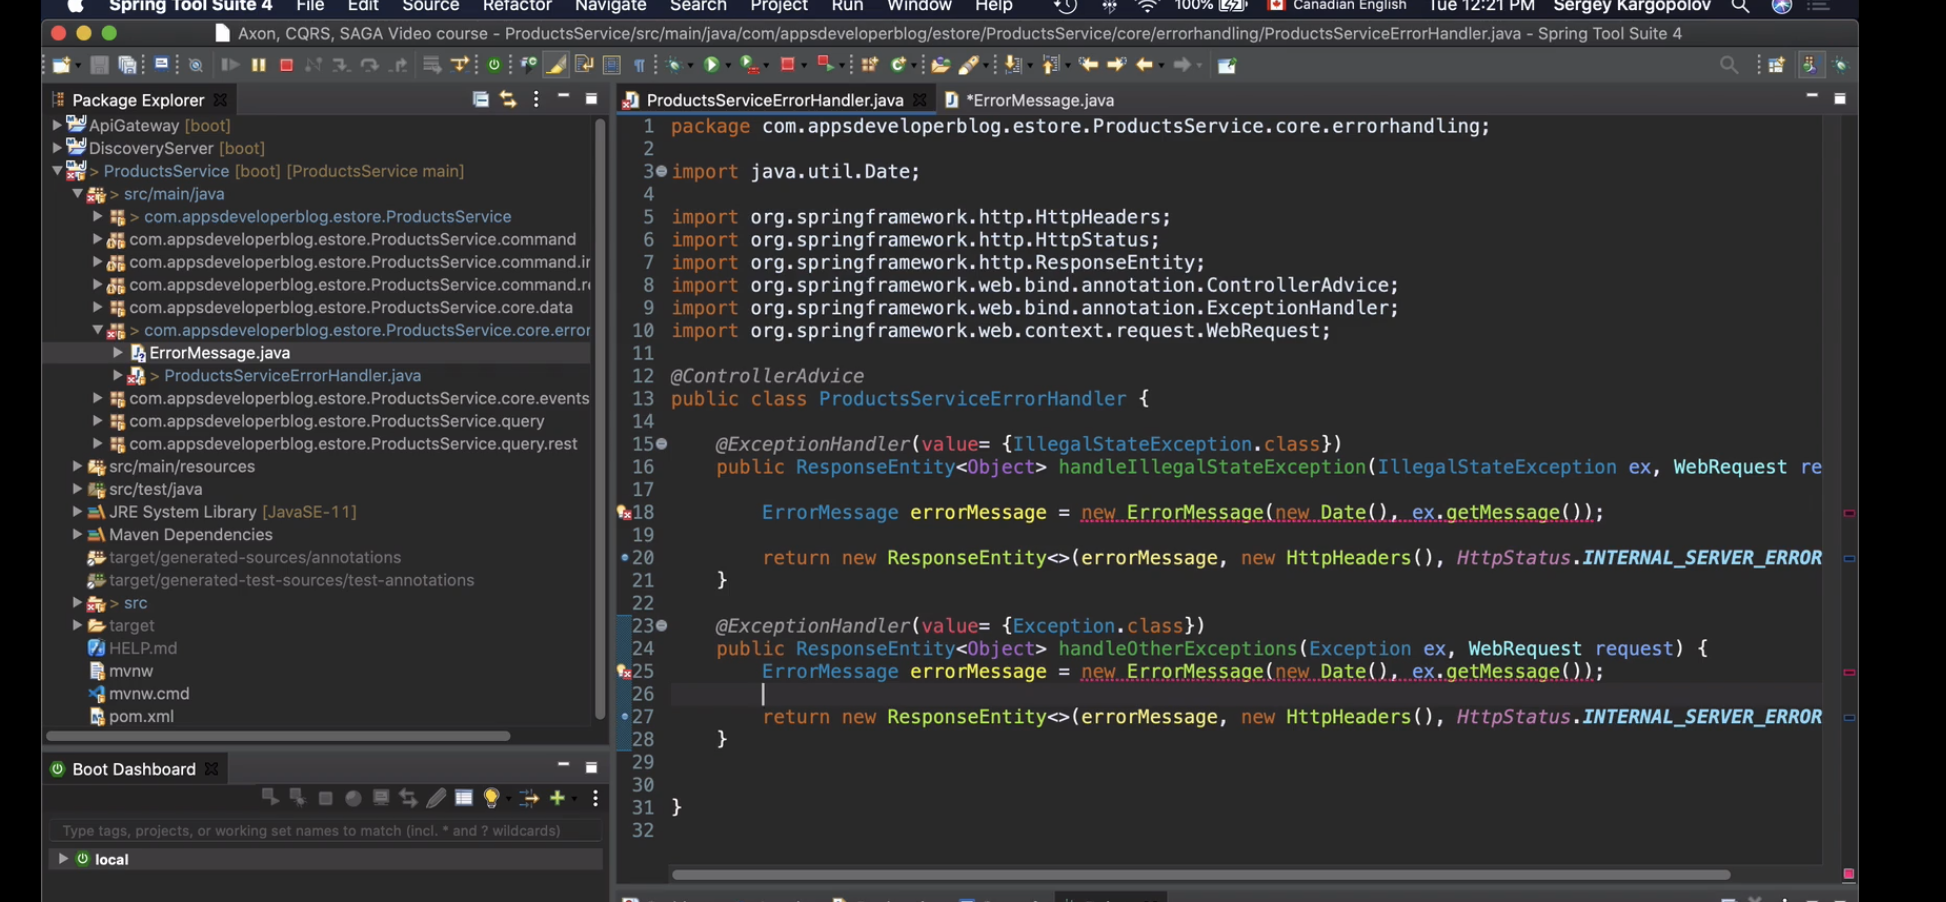 Spring Tool Suite 4 File Edit Source Refactor Navigate Search Project Run Window Help 100% Canadian English Tue 12:21 PM Sergey Kargopolov
Axon, CQRS, SAGA Video course - ProductsService/src/main/java/com/appsdeveloperblog/estore/ProductsService/core/errorhandling/ProductsServiceErrorHandler.java - Spring Tool Suite 4
Package Explorer
ApiGateway [boot]
DiscoveryServer [boot]
> ProductsService [boot] [ProductsService main]
> src/main/java
> com.appsdeveloperblog.estore.ProductsService
com.appsdeveloperblog.estore.ProductsService.command
com.appsdeveloperblog.estore.ProductsService.command.in
com.appsdeveloperblog.estore.ProductsService.command.re
com.appsdeveloperblog.estore.ProductsService.core.data
> com.appsdeveloperblog.estore.ProductsService.core.error
ErrorMessage.java
> ProductsServiceErrorHandler.java
com.appsdeveloperblog.estore.ProductsService.core.events
com.appsdeveloperblog.estore.ProductsService.query
com.appsdeveloperblog.estore.ProductsService.query.rest
src/main/resources
src/test/java
JRE System Library [JavaSE-11]
Maven Dependencies
target/generated-sources/annotations
target/generated-test-sources/test-annotations
> src
target
HELP.md
mvnw
mvnw.cmd
pom.xml
Boot Dashboard
Type tags, projects, or working set names to match (incl. * and ? wildcards)
local
ProductsServiceErrorHandler.java *ErrorMessage.java
1 package com.appsdeveloperblog.estore.ProductsService.core.errorhandling;
2
3 import java.util.Date;
4
5 import org.springframework.http.HttpHeaders;
6 import org.springframework.http.HttpStatus;
7 import org.springframework.http.ResponseEntity;
8 import org.springframework.web.bind.annotation.ControllerAdvice;
9 import org.springframework.web.bind.annotation.ExceptionHandler;
10 import org.springframework.web.context.request.WebRequest;
11
12 @ControllerAdvice
13 public class ProductsServiceErrorHandler {
14
15 @ExceptionHandler(value= {IllegalStateException.class})
16 public ResponseEntity<Object> handleIllegalStateException(IllegalStateException ex, WebRequest re
17
18 ErrorMessage errorMessage = new ErrorMessage(new Date(), ex.getMessage());
19
20 return new ResponseEntity<>(errorMessage, new HttpHeaders(), HttpStatus.INTERNAL_SERVER_ERROR
21 }
22
23 @ExceptionHandler(value= {Exception.class})
24 public ResponseEntity<Object> handleOtherExceptions(Exception ex, WebRequest request) {
25 ErrorMessage errorMessage = new ErrorMessage(new Date(), ex.getMessage());
26
27 return new ResponseEntity<>(errorMessage, new HttpHeaders(), HttpStatus.INTERNAL_SERVER_ERROR
28 }
29
30
31 }
32